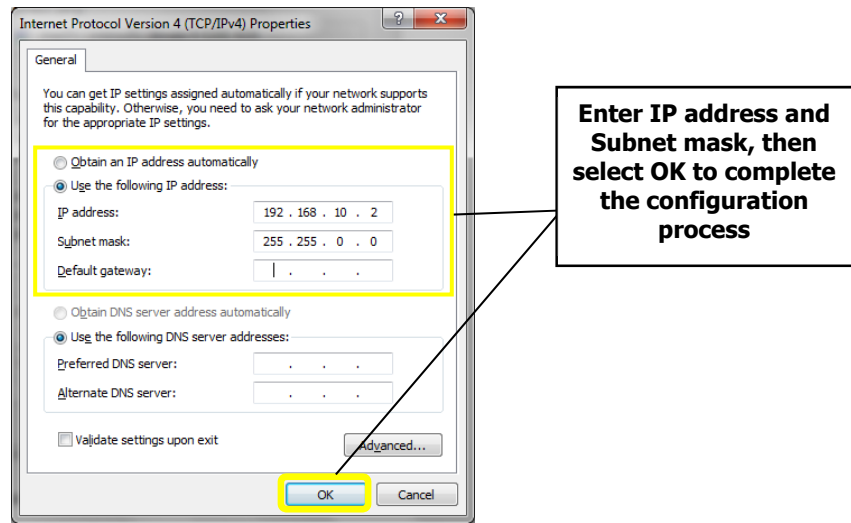 Internet Protocol Version 4 (TCP/IPv4) Properties
General
You can get IP settings assigned automatically if your network supports
this capability. Otherwise, you need to ask your network administrator
for the appropriate IP settings.
Obtain an IP address automatically
Use the following IP address:
IP address: 192 . 168 . 10 . 2
Subnet mask: 255 . 255 . 0 . 0
Default gateway: . . .
Obtain DNS server address automatically
Use the following DNS server addresses:
Preferred DNS server: . . .
Alternate DNS server: . . .
Validate settings upon exit
Advanced...
OK Cancel
Enter IP address and
Subnet mask, then
select OK to complete
the configuration
process